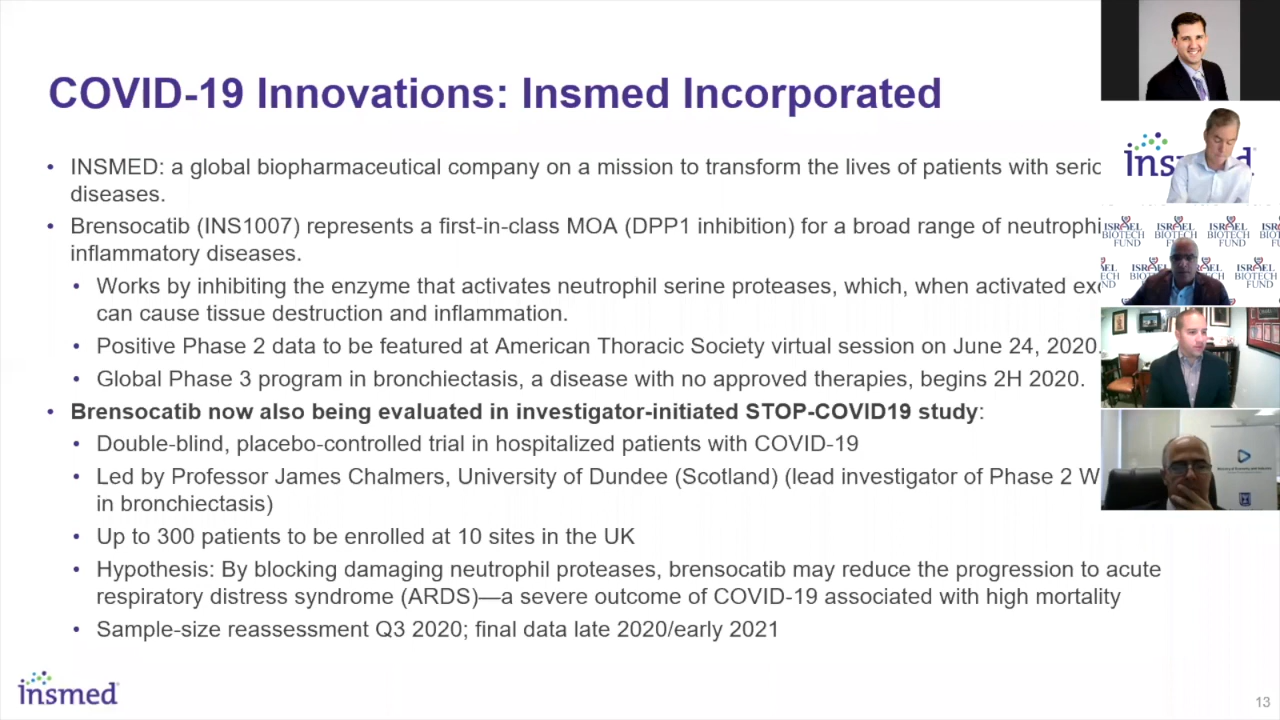 COVID-19 Innovations: Insmed Incorporated
• INSMED: a global biopharmaceutical company on a mission to transform the lives of patients with
diseases.
• Brensocatib (INS1007) represents a first-in-class MOA (DPP1 inhibition) for a broad range of
inflammatory diseases.
• Works by inhibiting the enzyme that activates neutrophil serine proteases, which, when activated
can cause tissue destruction and inflammation.
• Positive Phase 2 data to be featured at American Thoracic Society virtual session on June 24, 2020
• Global Phase 3 program in bronchiectasis, a disease with no approved therapies, begins 2H 2020.
• Brensocatib now also being evaluated in investigator-initiated STOP-COVID19 study:
• Double-blind, placebo-controlled trial in hospitalized patients with COVID-19
• Led by Professor James Chalmers, University of Dundee (Scotland) (lead investigator of Phase 2
in bronchiectasis)
• Up to 300 patients to be enrolled at 10 sites in the UK
• Hypothesis: By blocking damaging neutrophil proteases, brensocatib may reduce the progression to acute
respiratory distress syndrome (ARDS)—a severe outcome of COVID-19 associated with high mortality
• Sample-size reassessment Q3 2020; final data late 2020/early 2021
insmed
13
ISRAEL
BIOTECH
FUND
ISRAEL
BIOTECH
FUND
ISRAEL
BIOTECH
FUND